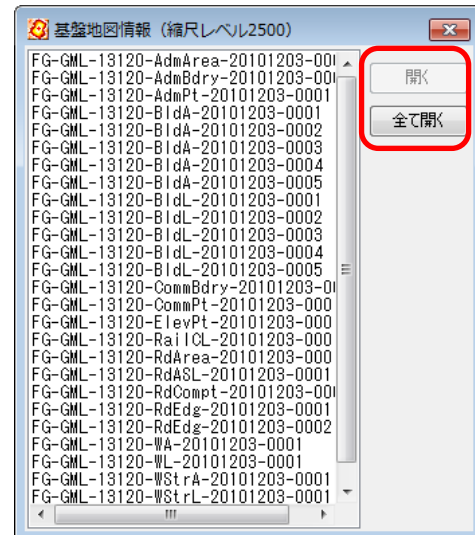 基盤地図情報（縮尺レベル2500）
FG-GML-13120-AdmArea-20101203-00
FG-GML-13120-AdmBdry-20101203-00
FG-GML-13120-AdmPt-20101203-0001
FG-GML-13120-BldA-20101203-0001
FG-GML-13120-BldA-20101203-0002
FG-GML-13120-BldA-20101203-0003
FG-GML-13120-BldA-20101203-0004
FG-GML-13120-BldA-20101203-0005
FG-GML-13120-BldL-20101203-0001
FG-GML-13120-BldL-20101203-0002
FG-GML-13120-BldL-20101203-0003
FG-GML-13120-BldL-20101203-0004
FG-GML-13120-BldL-20101203-0005
FG-GML-13120-CommBdry-20101203-0
FG-GML-13120-CommPt-20101203-000
FG-GML-13120-ElevPt-20101203-000
FG-GML-13120-RailCL-20101203-000
FG-GML-13120-RdArea-20101203-000
FG-GML-13120-RdASL-20101203-0001
FG-GML-13120-RdCompt-20101203-00
FG-GML-13120-RdEdg-20101203-0001
FG-GML-13120-RdEdg-20101203-0002
FG-GML-13120-WA-20101203-0001
FG-GML-13120-WL-20101203-0001
FG-GML-13120-WStrA-20101203-0001
FG-GML-13120-WStrL-20101203-0001
開く
全て開く